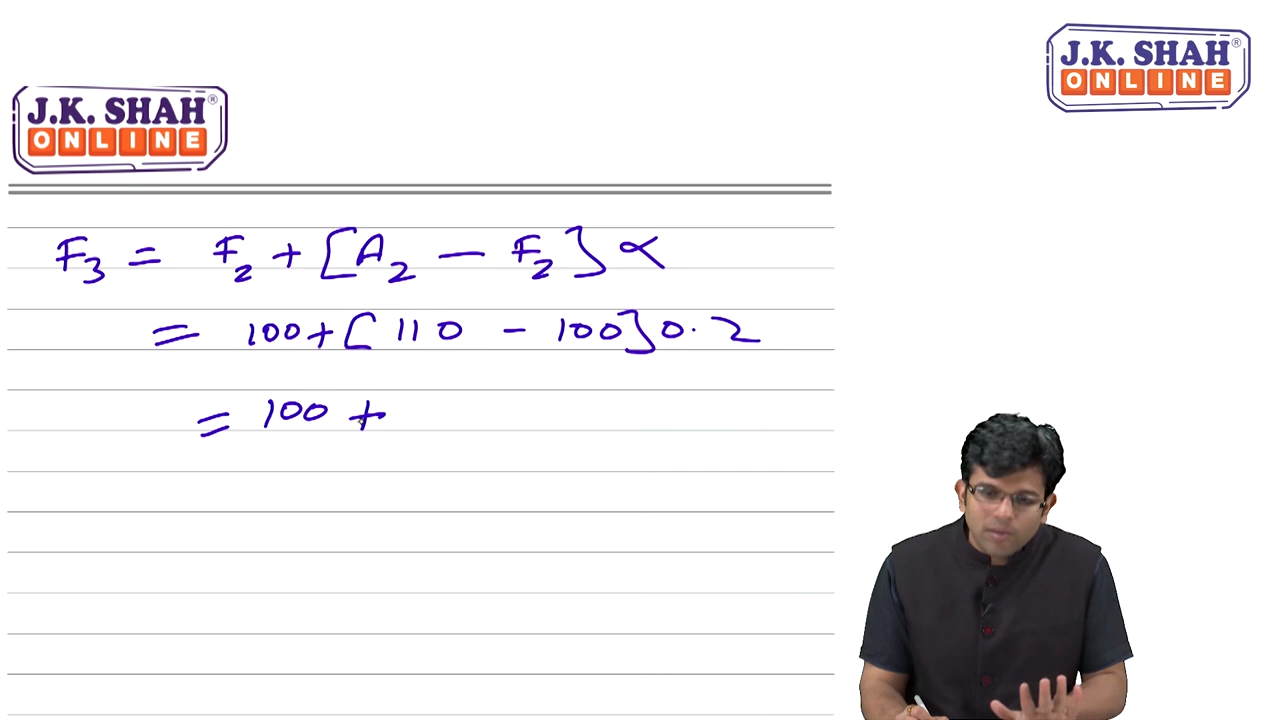 J.K. SHAH®
ONLINE
J.K. SHAH®
ONLINE
F₃ = F₂ + [A₂ − F₂] ∝
= 100 + [110 − 100] 0.2
= 100 +